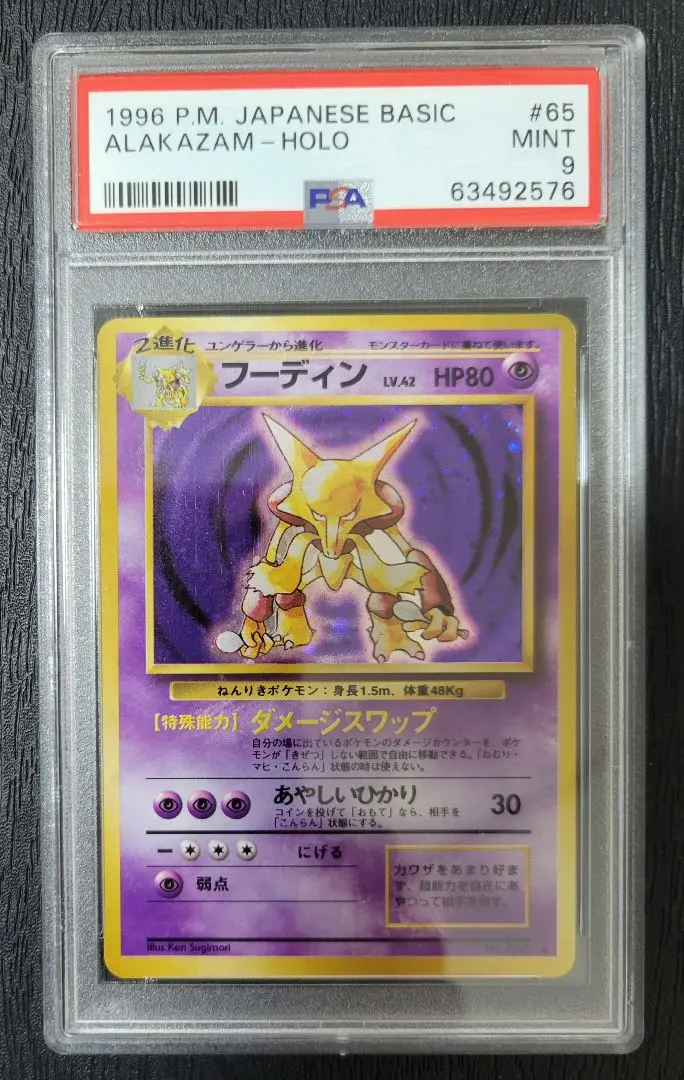 1996 P.M. JAPANESE BASIC #65
ALAKAZAM-HOLO MINT
9
63492576
PSA
2進化 ユンゲラーから進化 モンスターカードに重ねて使います。
フーディン LV.42 HP80
ねんりきポケモン:身長1.5m、体重48Kg
【特殊能力】ダメージスワップ
自分の場に出ているポケモンのダメージカウンターを、ポケ
モンが「きぜつ」しない範囲で自由に移動できる。「ねむり・
マヒ・こんらん」状態の時は使えない。
あやしいひかり 30
コインを投げて「おもて」なら、相手を
「こんらん」状態にする。
にげる
弱点
力ワザをあまり好ま
ず、超能力を自在にあ
やつって相手を倒す。
Illus.Ken Sugimori